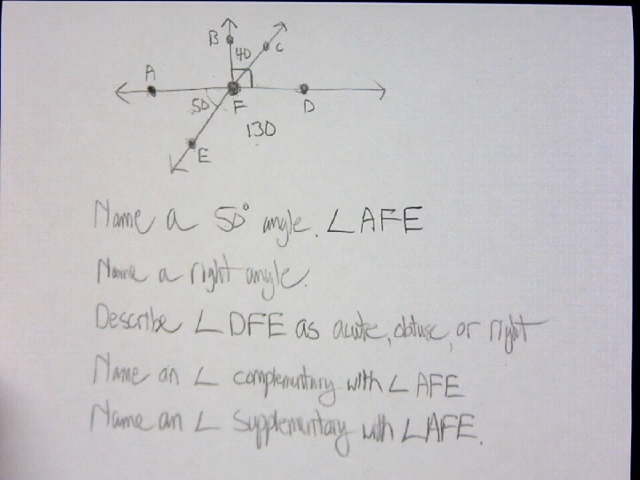 B
40
C
A
50
F
D
130
E
Name a 50° angle. ∠AFE
Name a right angle.
Describe ∠DFE as acute, obtuse, or right
Name an ∠ complementary with ∠AFE
Name an ∠ supplementary with ∠AFE.